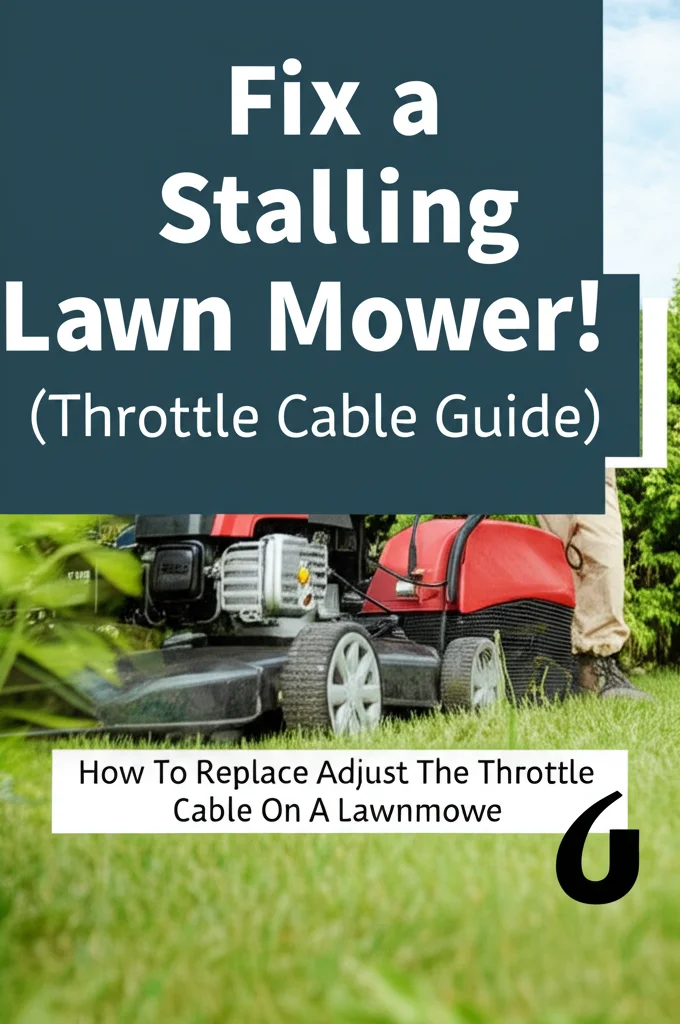 Fix a
Stalling
Lawn Mower!
(Throttle Cable Guide)
How To Replace Adjust The Throttle
Cable On A Lawnmowe